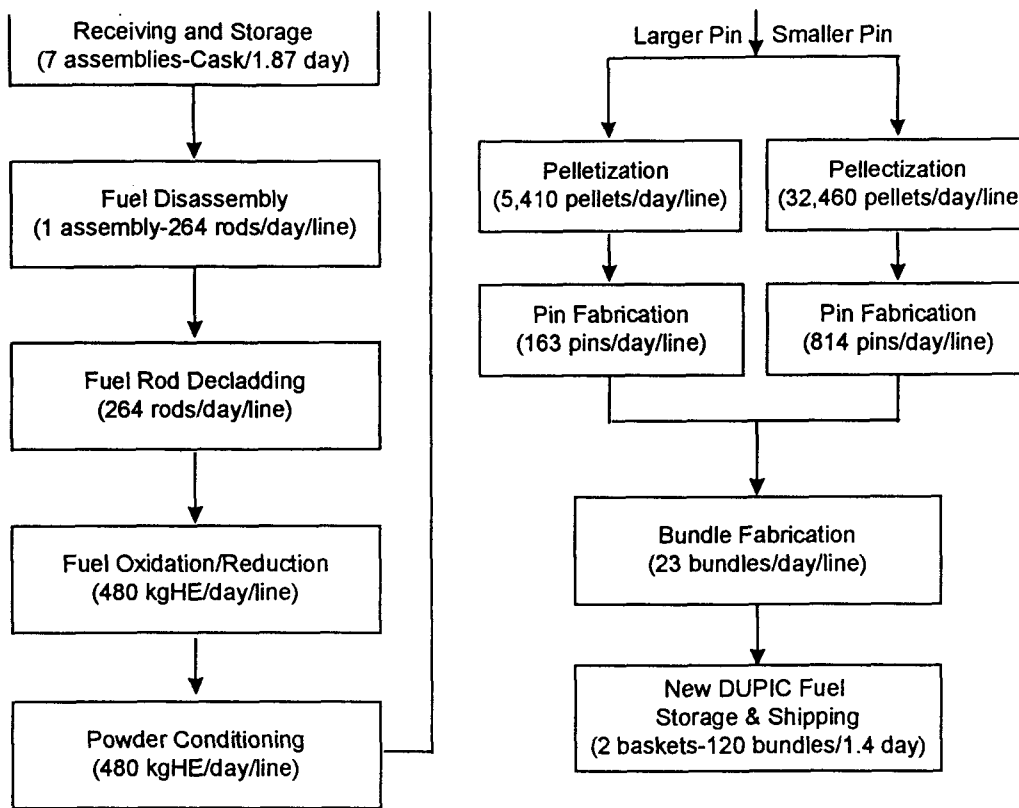 Receiving and Storage
(7 assemblies-Cask/1.87 day)
Fuel Disassembly
(1 assembly-264 rods/day/line)
Fuel Rod Decladding
(264 rods/day/line)
Fuel Oxidation/Reduction
(480 kgHE/day/line)
Powder Conditioning
(480 kgHE/day/line)
Larger Pin Smaller Pin
Pelletization
(5,410 pellets/day/line)
Pellectization
(32,460 pellets/day/line
Pin Fabrication
(163 pins/day/line)
Pin Fabrication
(814 pins/day/line)
Bundle Fabrication
(23 bundles/day/line)
New DUPIC Fuel
Storage & Shipping
(2 baskets-120 bundles/1.4 day)